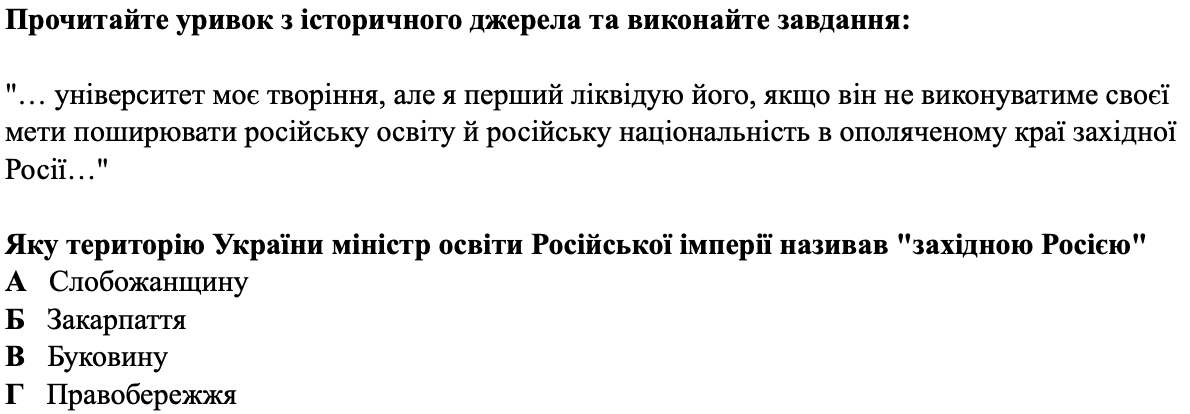 Прочитайте уривок з історичного джерела та виконайте завдання:
"… університет моє творіння, але я перший ліквідую його, якщо він не виконуватиме своєї
мети поширювати російську освіту й російську національність в ополяченому краї західної
Росії…"
Яку територію України міністр освіти Російської імперії називав "західною Росією"
А Слобожанщину
Б Закарпаття
В Буковину
Г Правобережжя